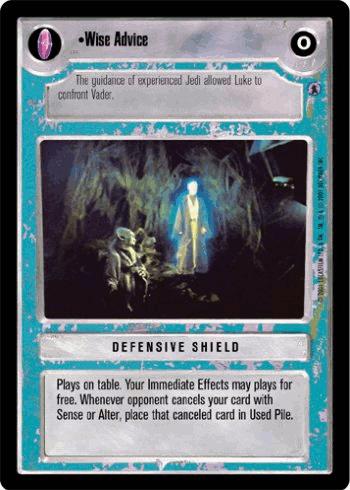 •Wise Advice
The guidance of experienced Jedi allowed Luke to
confront Vader.
DEFENSIVE SHIELD
Plays on table. Your Immediate Effects may plays for
free. Whenever opponent cancels your card with
Sense or Alter, place that canceled card in Used Pile.